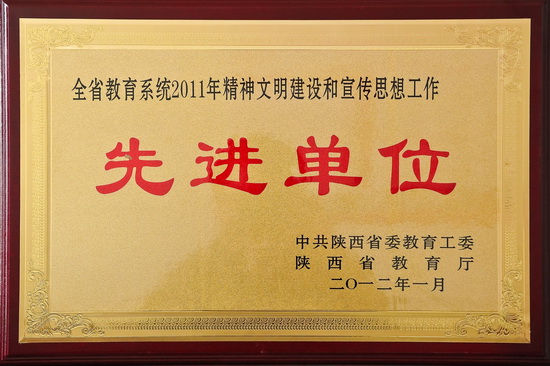 全省教育系统2011年精神文明建设和宣传思想工作
先进单位
中共陕西省委教育工委
陕西省教育厅
二〇一二年一月